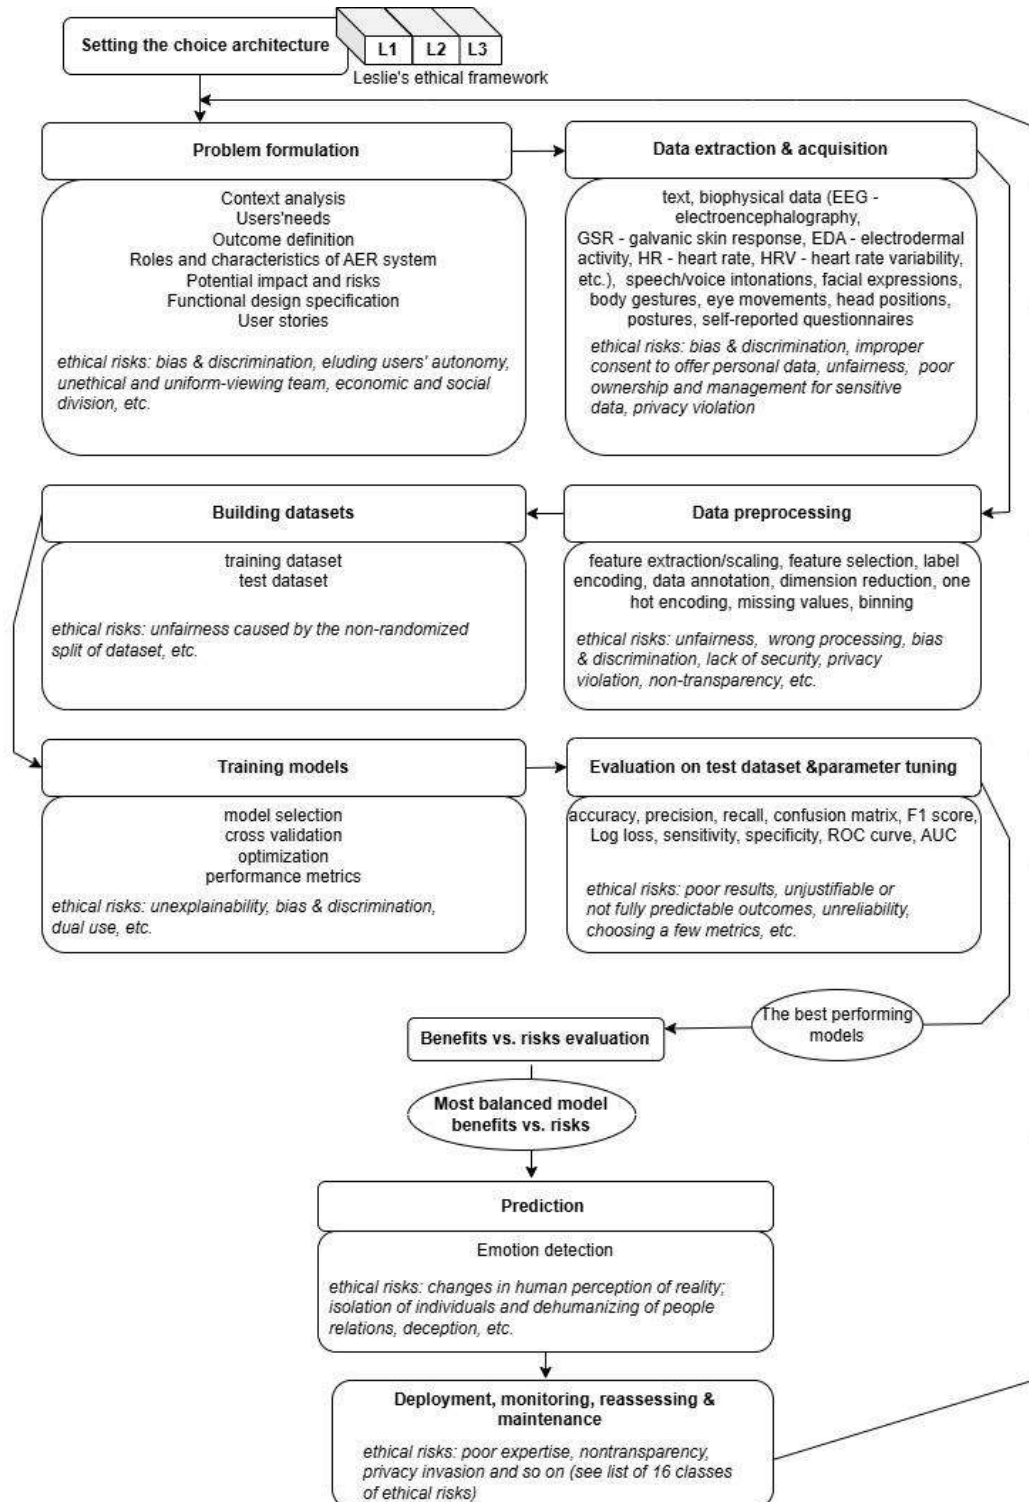 Setting the choice architecture
L1 L2 L3
Leslie's ethical framework
Problem formulation
Context analysis
Users'needs
Outcome definition
Roles and characteristics of AER system
Potential impact and risks
Functional design specification
User stories
ethical risks: bias & discrimination, eluding users' autonomy,
unethical and uniform-viewing team, economic and social
division, etc.
Data extraction & acquisition
text, biophysical data (EEG -
electroencephalography,
GSR - galvanic skin response, EDA - electrodermal
activity, HR - heart rate, HRV - heart rate variability,
etc.), speech/voice intonations, facial expressions,
body gestures, eye movements, head positions,
postures, self-reported questionnaires
ethical risks: bias & discrimination, improper
consent to offer personal data, unfairness, poor
ownership and management for sensitive
data, privacy violation
Data preprocessing
feature extraction/scaling, feature selection, label
encoding, data annotation, dimension reduction, one
hot encoding, missing values, binning
ethical risks: unfairness, wrong processing, bias
& discrimination, lack of security, privacy
violation, non-transparency, etc.
Building datasets
training dataset
test dataset
ethical risks: unfairness caused by the non-randomized
split of dataset, etc.
Training models
model selection
cross validation
optimization
performance metrics
ethical risks: unexplainability, bias & discrimination,
dual use, etc.
Evaluation on test dataset &parameter tuning
accuracy, precision, recall, confusion matrix, F1 score,
Log loss, sensitivity, specificity, ROC curve, AUC
ethical risks: poor results, unjustifiable or
not fully predictable outcomes, unreliability,
choosing a few metrics, etc.
The best performing
models
Benefits vs. risks evaluation
Most balanced model
benefits vs. risks
Prediction
Emotion detection
ethical risks: changes in human perception of reality;
isolation of individuals and dehumanizing of people
relations, deception, etc.
Deployment, monitoring, reassessing &
maintenance
ethical risks: poor expertise, nontransparency,
privacy invasion and so on (see list of 16 classes
of ethical risks)